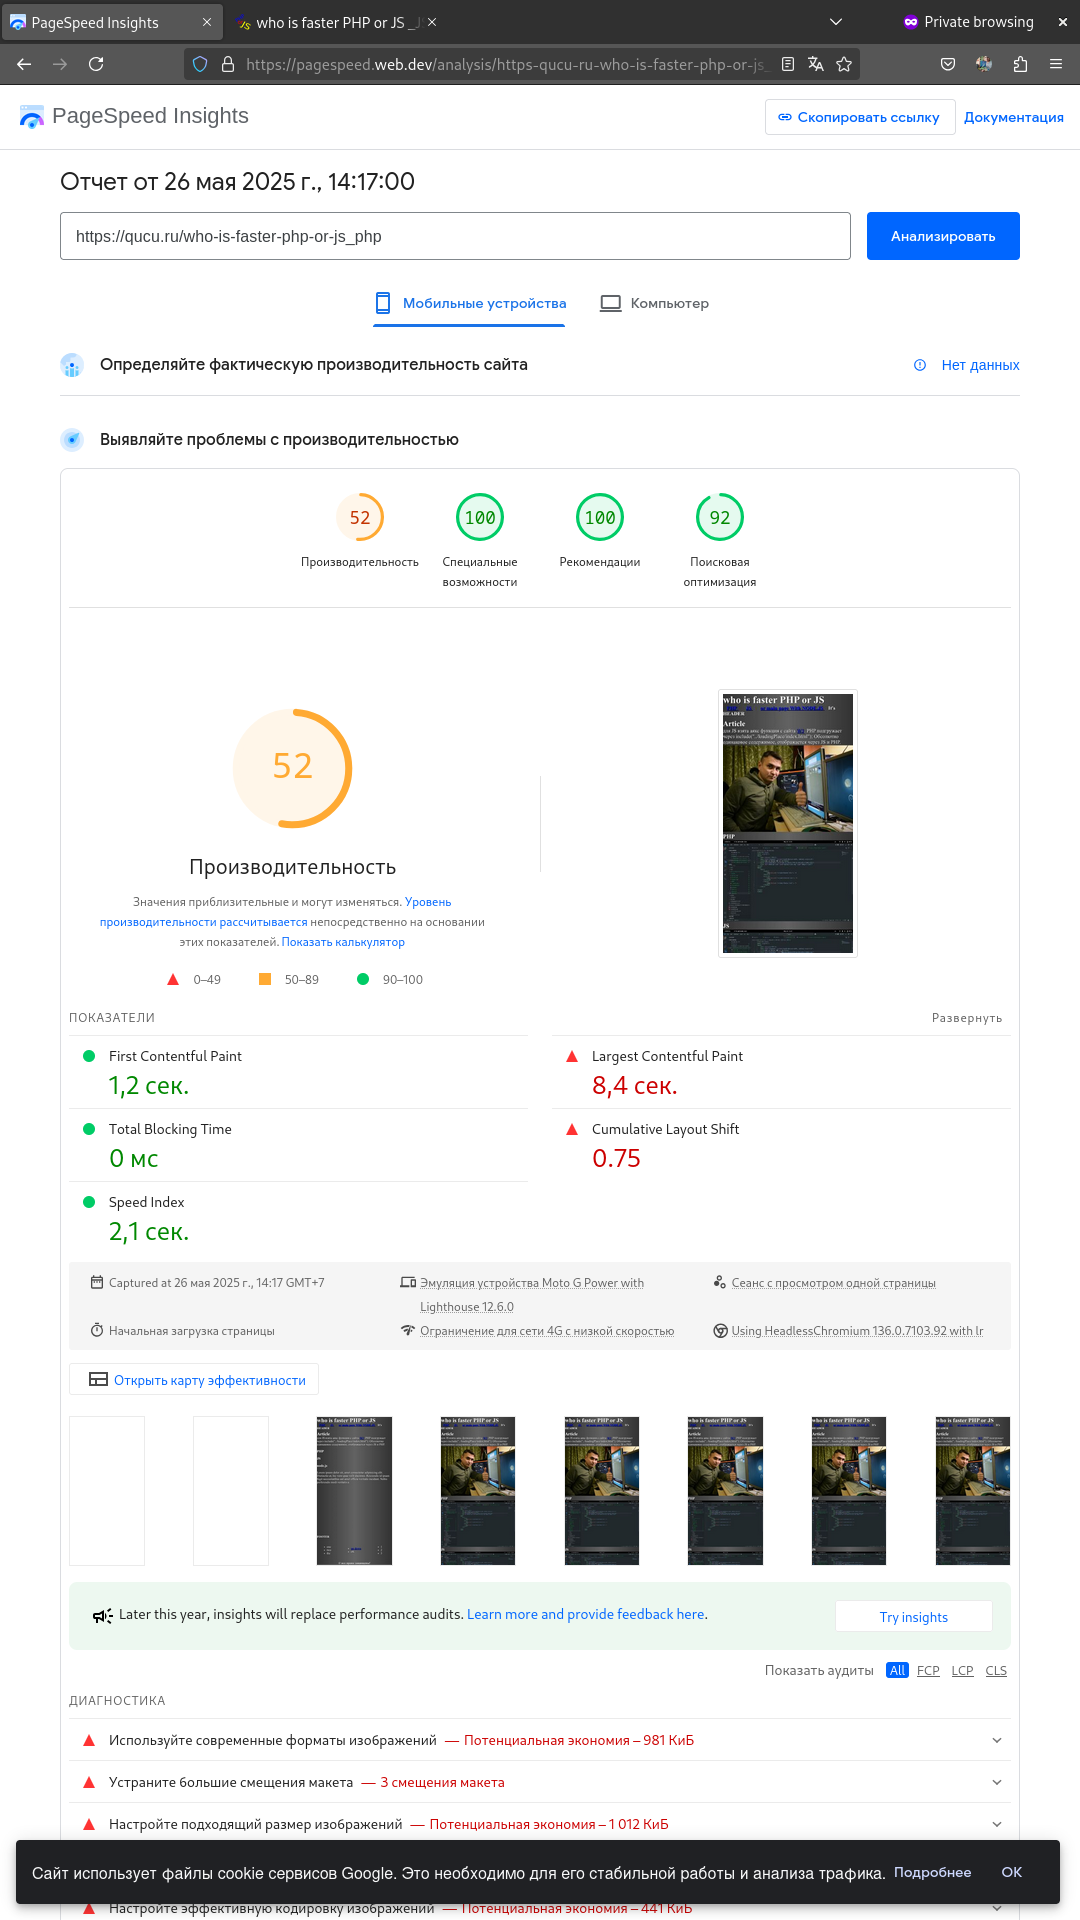 PageSpeed Insights
who is faster PHP or JS _J
Private browsing
https://pagespeed.web.dev/analysis/https-qucu-ru-who-is-faster-php-or-js_
PageSpeed Insights
Скопировать ссылку
Документация
Отчет от 26 мая 2025 г., 14:17:00
https://qucu.ru/who-is-faster-php-or-js_php
Анализировать
Мобильные устройства
Компьютер
Определяйте фактическую производительность сайта
Нет данных
Выявляйте проблемы с производительностью
52 100 100 92
Производительность
Специальные возможности
Рекомендации
Поисковая оптимизация
52
who is faster PHP or JS
Article
PHP
JS
Производительность
Значения приблизительные и могут изменяться. Уровень
производительности рассчитывается непосредственно на основании
этих показателей. Показать калькулятор
0–49 50–89 90–100
ПОКАЗАТЕЛИ
Развернуть
First Contentful Paint
1,2 сек.
Largest Contentful Paint
8,4 сек.
Total Blocking Time
0 мс
Cumulative Layout Shift
0.75
Speed Index
2,1 сек.
Captured at 26 мая 2025 г., 14:17 GMT+7
Эмуляция устройства Moto G Power with
Lighthouse 12.6.0
Сеанс с просмотром одной страницы
Начальная загрузка страницы
Ограничение для сети 4G с низкой скоростью
Using HeadlessChromium 136.0.7103.92 with lr
Открыть карту эффективности
Later this year, insights will replace performance audits. Learn more and provide feedback here.
Try insights
Показать аудиты All FCP LCP CLS
ДИАГНОСТИКА
Используйте современные форматы изображений — Потенциальная экономия – 981 КиБ
Устраните большие смещения макета — 3 смещения макета
Настройте подходящий размер изображений — Потенциальная экономия – 1 012 КиБ
Сайт использует файлы cookie сервисов Google. Это необходимо для его стабильной работы и анализа трафика. Подробнее OK
Настройте эффективную кодировку изображений — Потенциальная экономия – 441 КиБ